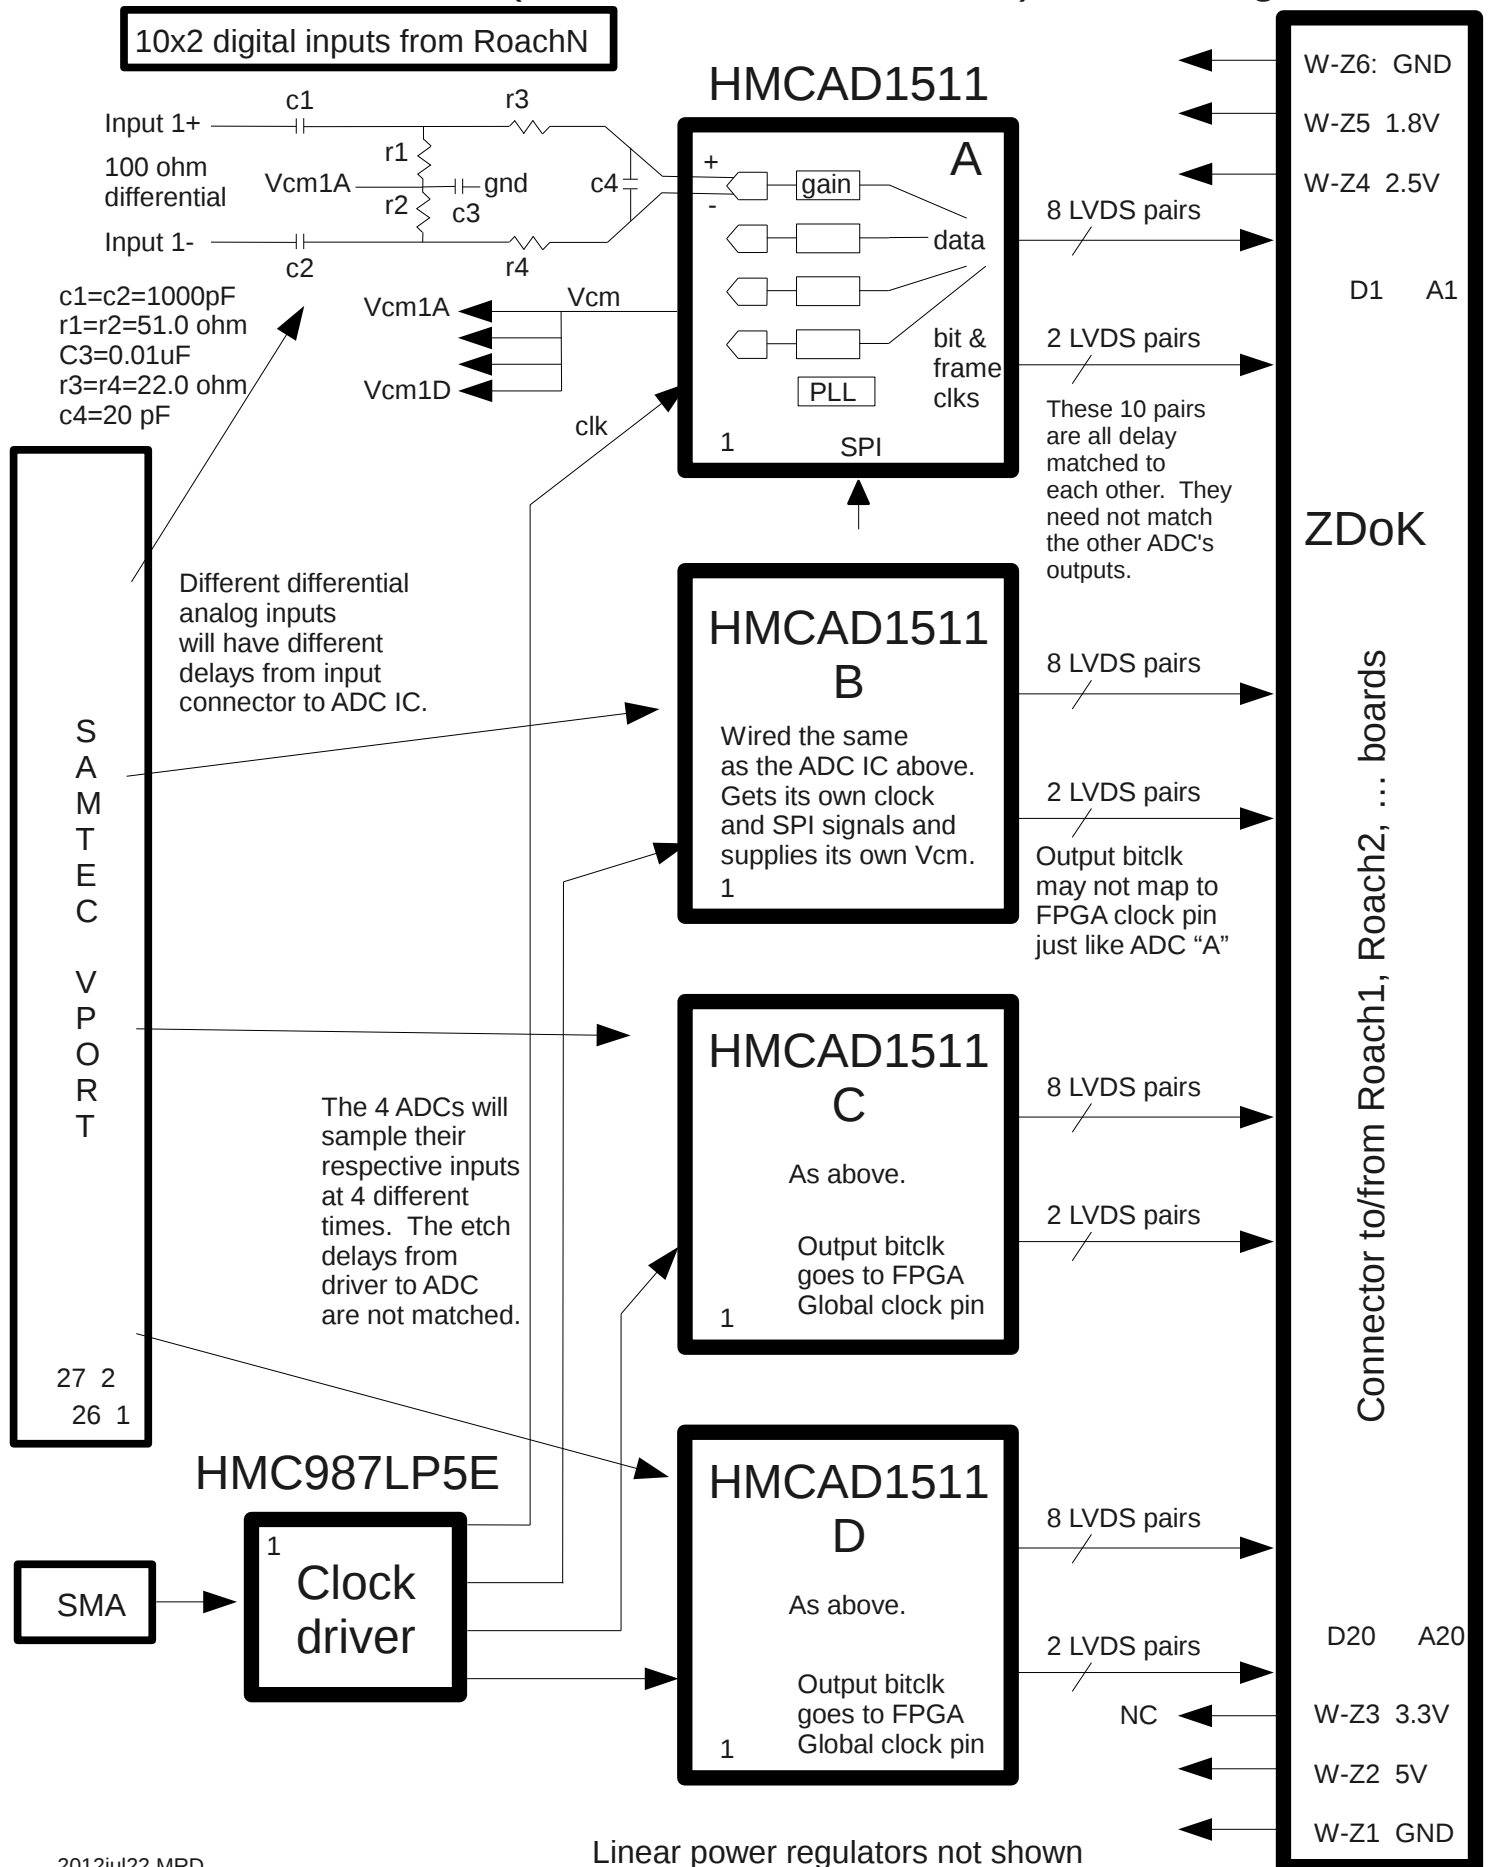 10x2 digital inputs from RoachN
HMCAD1511
A
+
-
gain
data
bit &
frame
clks
PLL
1
SPI
c1
r3
Input 1+
r1
100 ohm
differential
Vcm1A
gnd
c4
r2
c3
Input 1-
c2
r4
c1=c2=1000pF
r1=r2=51.0 ohm
C3=0.01uF
r3=r4=22.0 ohm
c4=20 pF
Vcm1A
Vcm
Vcm1D
clk
W-Z6: GND
W-Z5 1.8V
W-Z4 2.5V
8 LVDS pairs
D1 A1
2 LVDS pairs
These 10 pairs
are all delay
matched to
each other. They
need not match
the other ADC's
outputs.
ZDoK
Connector to/from Roach1, Roach2, … boards
Different differential
analog inputs
will have different
delays from input
connector to ADC IC.
SAMTEC VPORT
27 2
26 1
HMCAD1511
B
Wired the same
as the ADC IC above.
Gets its own clock
and SPI signals and
supplies its own Vcm.
1
8 LVDS pairs
2 LVDS pairs
Output bitclk
may not map to
FPGA clock pin
just like ADC “A”
The 4 ADCs will
sample their
respective inputs
at 4 different
times. The etch
delays from
driver to ADC
are not matched.
HMCAD1511
C
As above.
Output bitclk
goes to FPGA
Global clock pin
1
8 LVDS pairs
2 LVDS pairs
HMC987LP5E
1
Clock
driver
SMA
HMCAD1511
D
As above.
Output bitclk
goes to FPGA
Global clock pin
1
8 LVDS pairs
2 LVDS pairs
D20 A20
NC
W-Z3 3.3V
W-Z2 5V
W-Z1 GND
Linear power regulators not shown
2012jul22 MRD